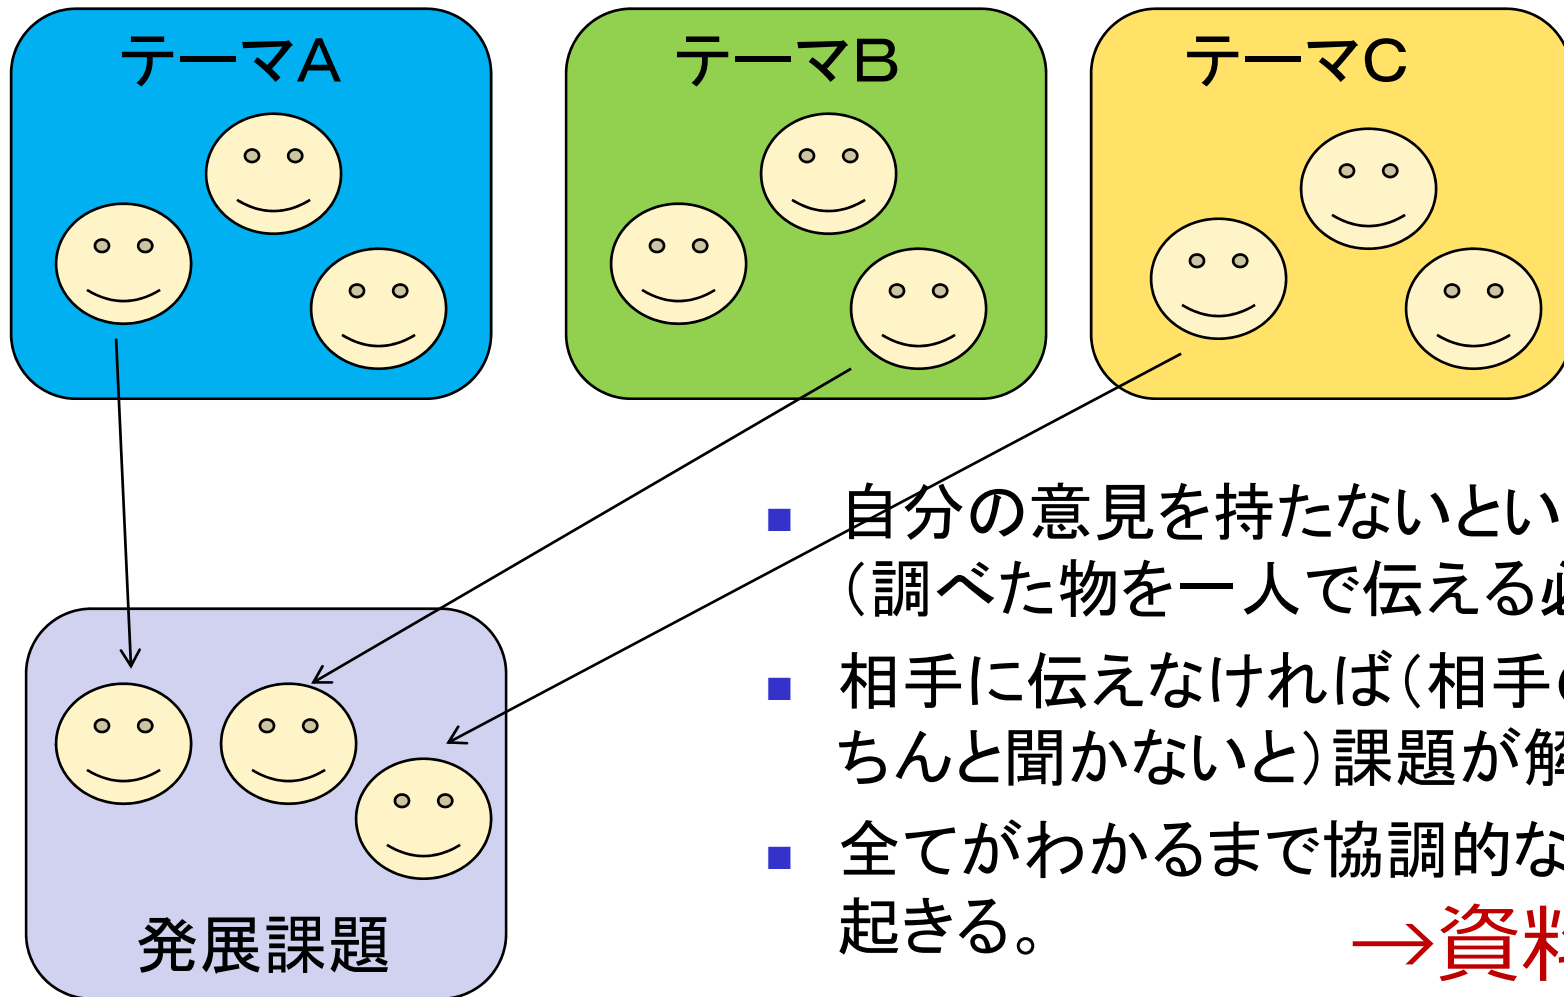 テーマA
テーマB
テーマC
自分の意見を持たないとい
（調べた物を一人で伝える必
相手に伝えなければ（相手
ちんと聞かないと）課題が解
全てがわかるまで協調的な
起きる。
→資料
発展課題